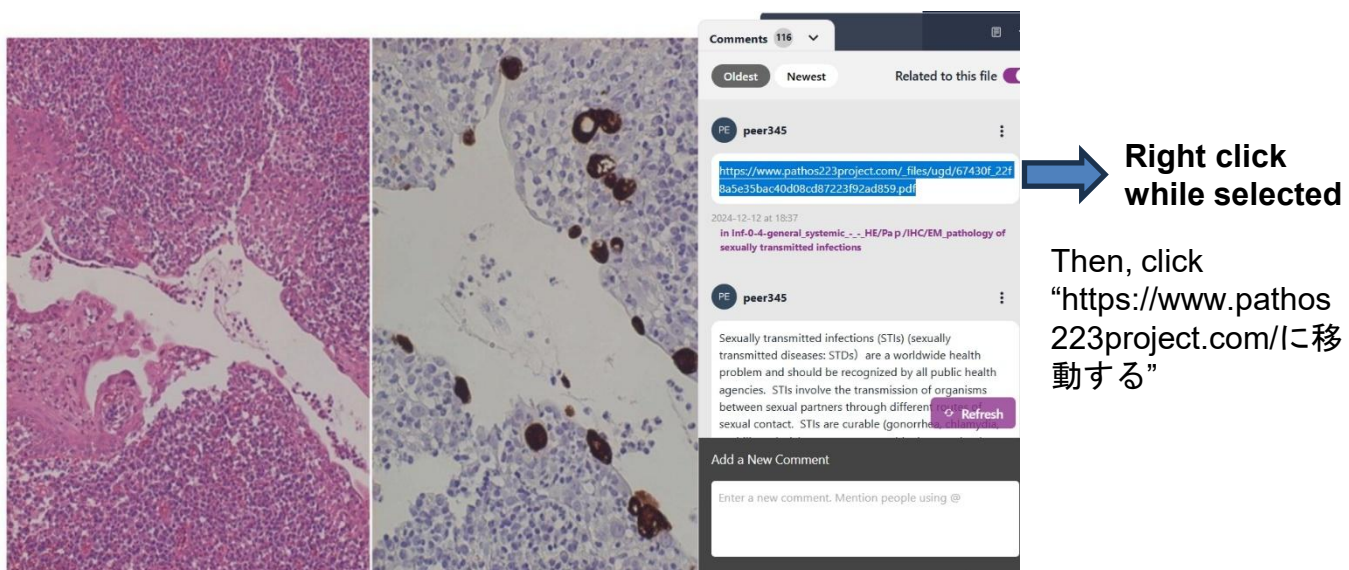 Comments 116
Oldest Newest Related to this file
PE peer345
https://www.pathos223project.com/_files/ugd/67430f_22f
8a5e35bac40d08cd87223f92ad859.pdf
2024-12-12 at 18:37
in Inf-0-4-general_systemic_-_-_HE/Pap/IHC/EM_pathology of
sexually transmitted infections
PE peer345
Sexually transmitted infections (STIs) (sexually
transmitted diseases: STDs) are a worldwide health
problem and should be recognized by all public health
agencies. STIs involve the transmission of organisms
between sexual partners through different routes of
sexual contact. STIs are curable (gonorrhea, chlamydia,
Refresh
Add a New Comment
Enter a new comment. Mention people using @
Right click
while selected
Then, click
“https://www.pathos
223project.com/に移
動する”